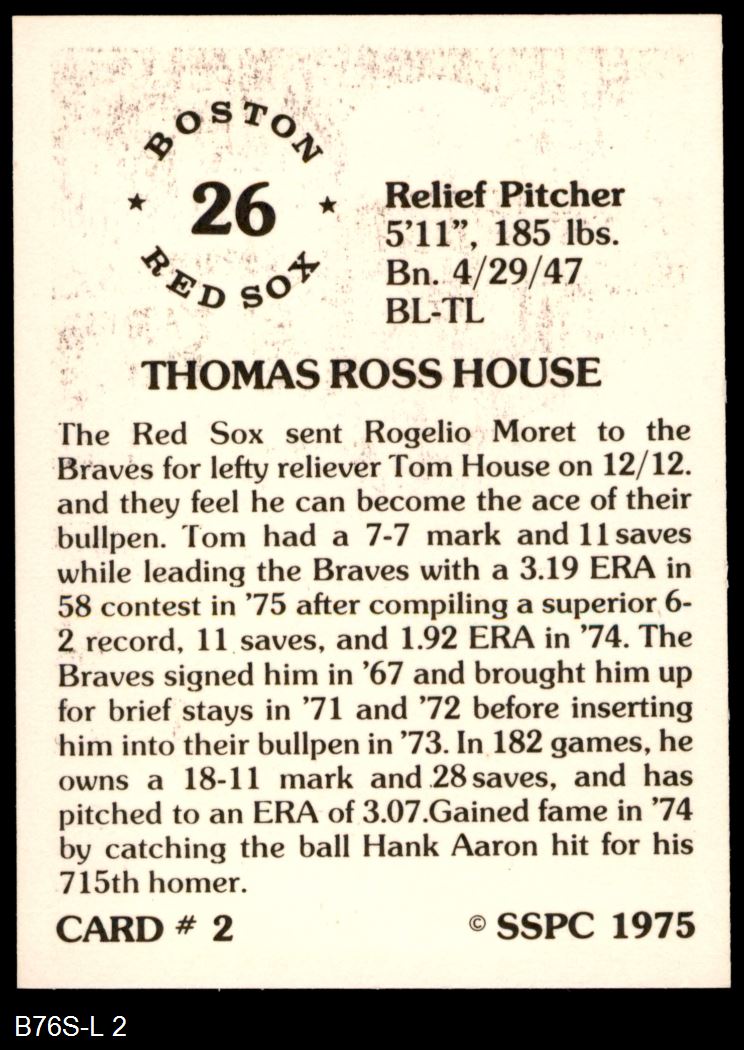 BOSTON
★ 26 ★
RED SOX
Relief Pitcher
5'11", 185 lbs.
Bn. 4/29/47
BL-TL
THOMAS ROSS HOUSE
The Red Sox sent Rogelio Moret to the
Braves for lefty reliever Tom House on 12/12.
and they feel he can become the ace of their
bullpen. Tom had a 7-7 mark and 11 saves
while leading the Braves with a 3.19 ERA in
58 contest in '75 after compiling a superior 6-
2 record, 11 saves, and 1.92 ERA in '74. The
Braves signed him in '67 and brought him up
for brief stays in '71 and '72 before inserting
him into their bullpen in '73. In 182 games, he
owns a 18-11 mark and 28 saves, and has
pitched to an ERA of 3.07.Gained fame in '74
by catching the ball Hank Aaron hit for his
715th homer.
CARD # 2 © SSPC 1975
B76S-L 2